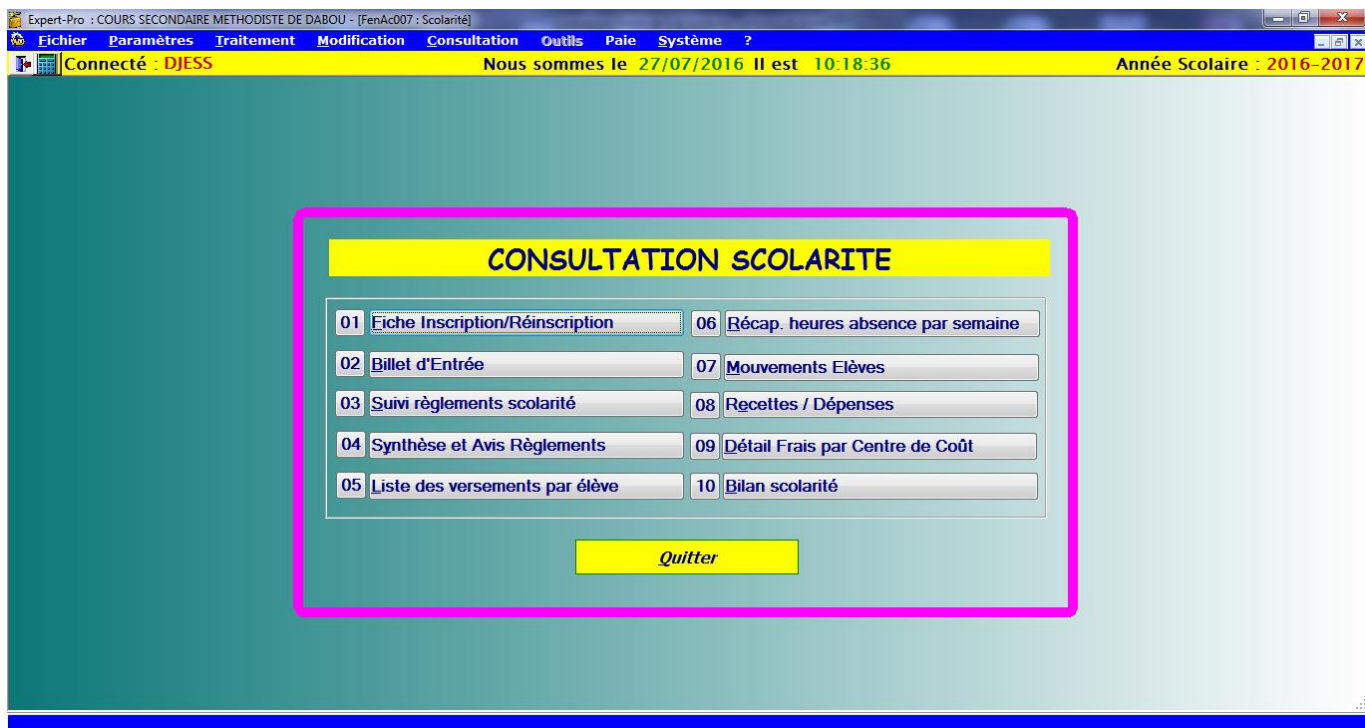 Expert-Pro : COURS SECONDAIRE METHODISTE DE DABOU - [FenAc007 : Scolarité]
Fichier Paramètres Traitement Modification Consultation Outils Paie Système ?
Connecté : DJESS Nous sommes le 27/07/2016 Il est 10:18:36 Année Scolaire : 2016-2017
CONSULTATION SCOLARITE
01 Fiche Inscription/Réinscription
02 Billet d'Entrée
03 Suivi règlements scolarité
04 Synthèse et Avis Règlements
05 Liste des versements par élève
06 Récap. heures absence par semaine
07 Mouvements Elèves
08 Recettes / Dépenses
09 Détail Frais par Centre de Coût
10 Bilan scolarité
Quitter